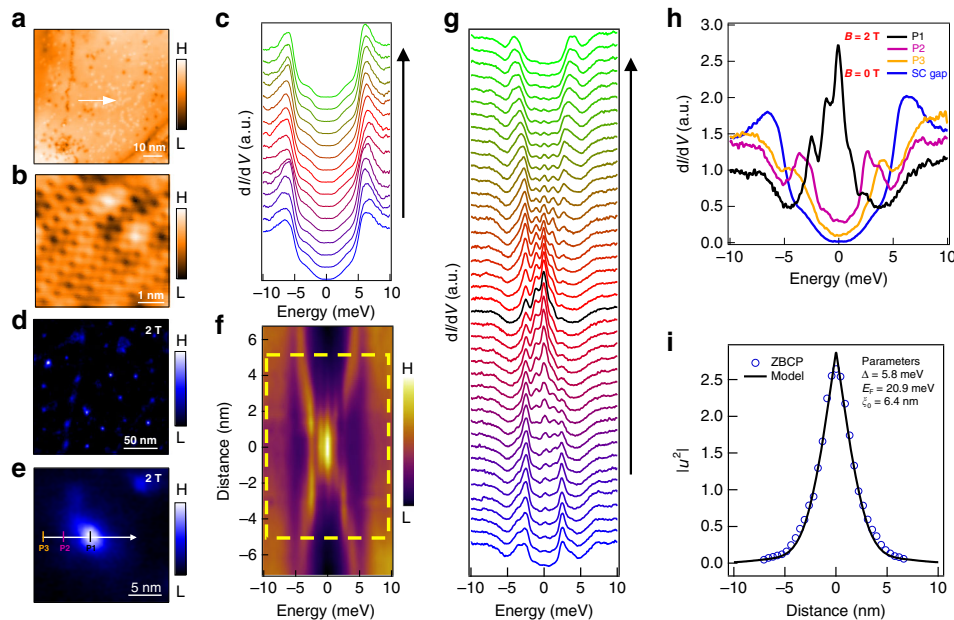 a
H
L
10 nm
b
H
L
1 nm
c
dI/dV (a.u.)
−10 −5 0 5 10
Energy (meV)
d
2 T
H
L
50 nm
e
2 T
H
L
P3 P2 P1
5 nm
f
Distance (nm)
6
4
2
0
−2
−4
−6
−10 −5 0 5 10
Energy (meV)
H
L
g
dI/dV (a.u.)
−10 −5 0 5 10
Energy (meV)
h
dI/dV (a.u.)
3.0
2.5
2.0
1.5
1.0
0.5
0.0
B = 2 T
B = 0 T
P1
P2
P3
SC gap
−10 −5 0 5 10
Energy (meV)
i
|u²|
2.5
2.0
1.5
1.0
0.5
0.0
ZBCP
Model
Parameters
Δ = 5.8 meV
E_F = 20.9 meV
ξ₀ = 6.4 nm
−10 −5 0 5 10
Distance (nm)